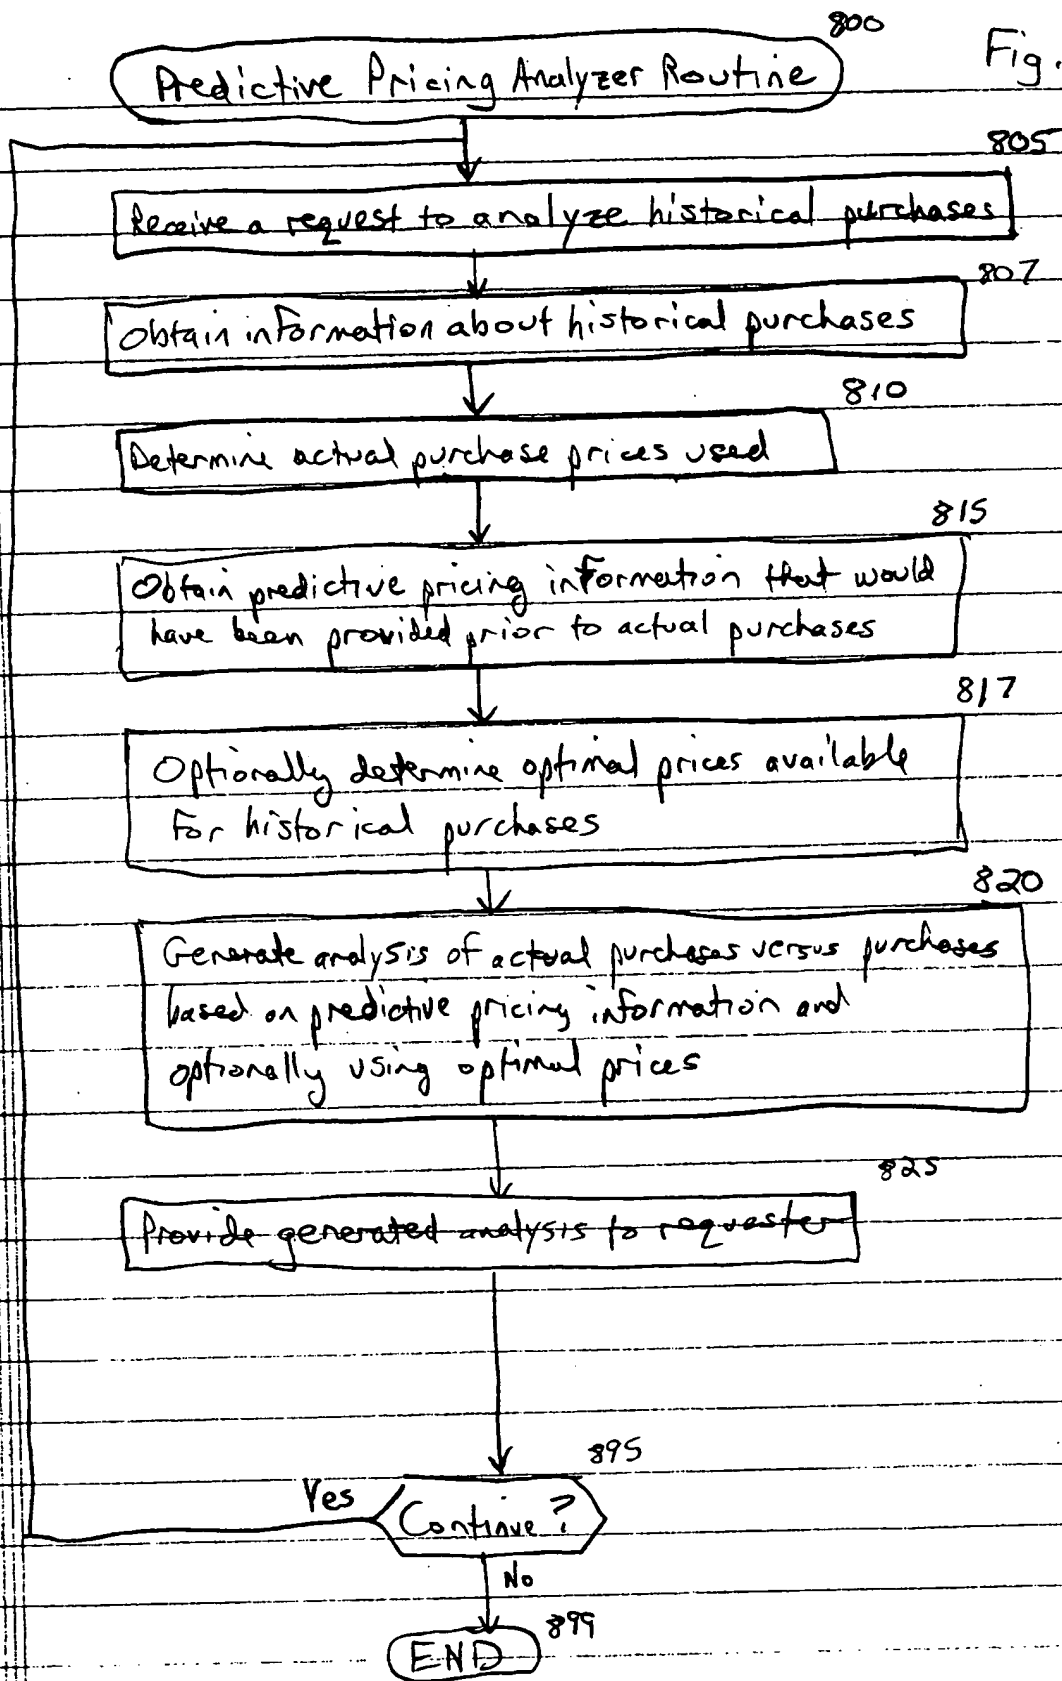 800
Fig.
Predictive Pricing Analyzer Routine
805
Receive a request to analyze historical purchases
807
Obtain information about historical purchases
810
Determine actual purchase prices used
815
Obtain predictive pricing information that would
have been provided prior to actual purchases
817
Optionally determine optimal prices available
for historical purchases
820
Generate analysis of actual purchases versus purchases
based on predictive pricing information and
optionally using optimal prices
825
Provide generated analysis to requester
895
Yes
Continue?
No
899
END